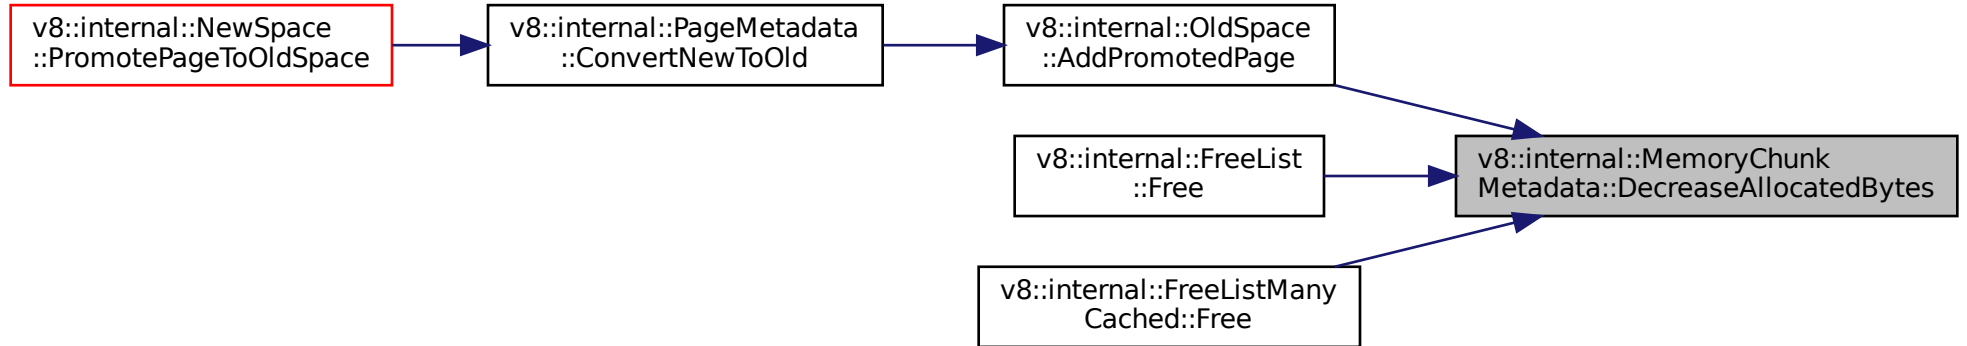 v8::internal::NewSpace
::PromotePageToOldSpace
v8::internal::PageMetadata
::ConvertNewToOld
v8::internal::OldSpace
::AddPromotedPage
v8::internal::FreeList
::Free
v8::internal::MemoryChunk
Metadata::DecreaseAllocatedBytes
v8::internal::FreeListMany
Cached::Free